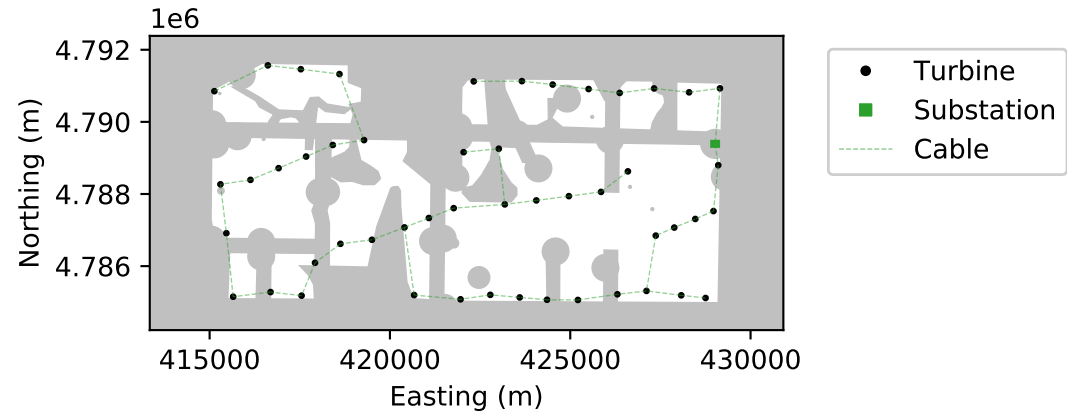 1e6
4.792
4.790
4.788
4.786
Northing (m)
415000 420000 425000 430000
Easting (m)
Turbine
Substation
Cable